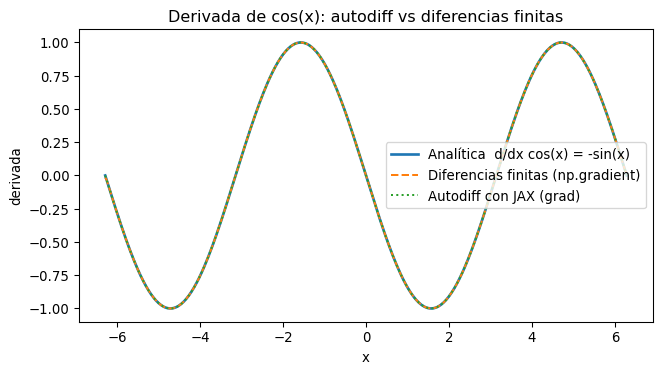 Derivada de cos(x): autodiff vs diferencias finitas
1.00
0.75
0.50
0.25
0.00
−0.25
−0.50
−0.75
−1.00
derivada
Analítica  d/dx cos(x) = -sin(x)
Diferencias finitas (np.gradient)
Autodiff con JAX (grad)
−6 −4 −2 0 2 4 6
x